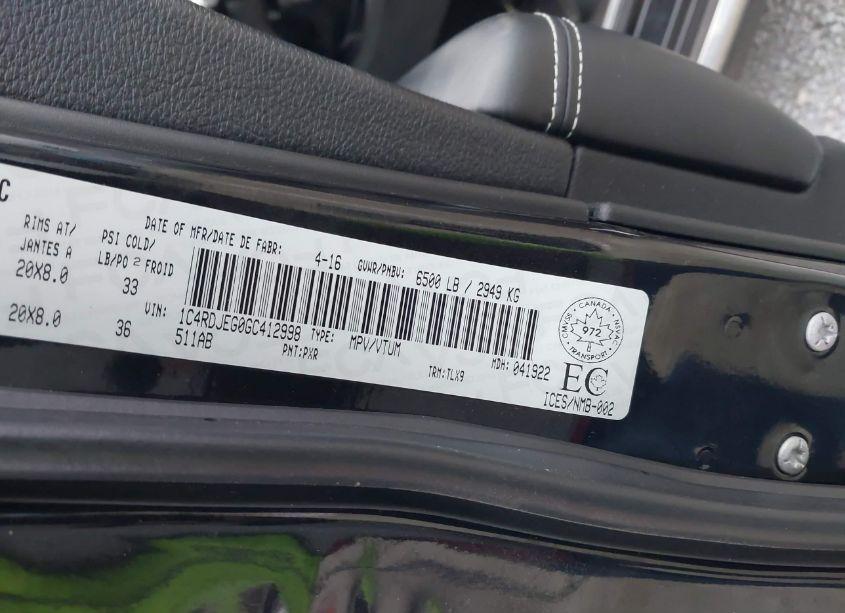 C
RIMS AT/
JANTES A
20X8.0
20X8.0
PSI COLD/
LB/PO 2 FROID
33
36
DATE OF MFR/DATE DE FABR: 4-16 GVWR/PNBV: 6500 LB / 2949 KG
VIN: 1C4RDJEG0GC412998 TYPE: MPV/VTUM
511AB PNT:PXR TRM:TLX9 MDH: 041922
CANADA
CMVSS NSVAC
972
TRANSPORT
EC
ICES/NMB-002